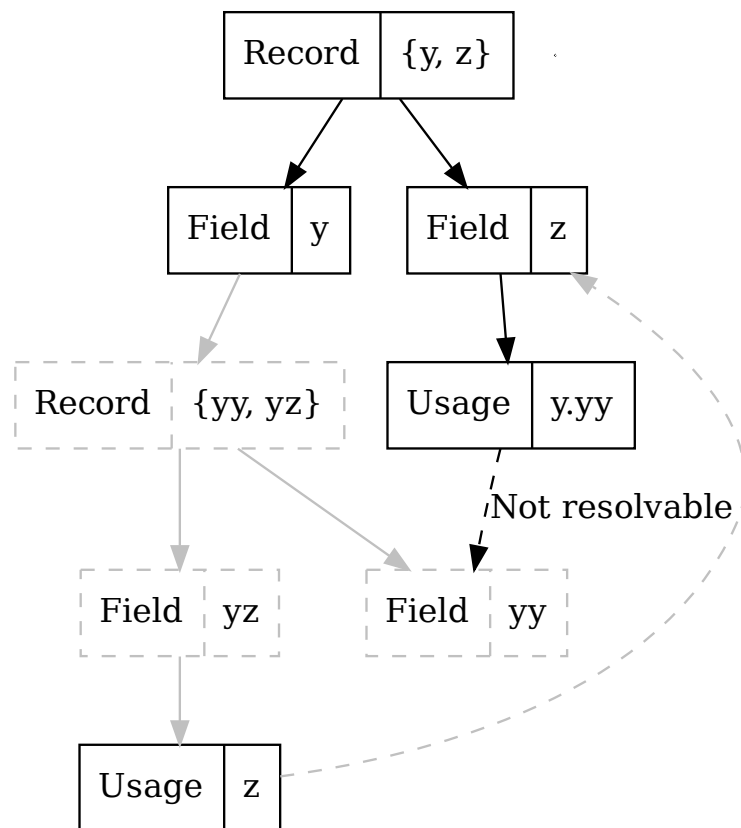 Record {y, z}
Field y
Field z
Record {yy, yz}
Usage y.yy
Not resolvable
Field yz
Field yy
Usage z